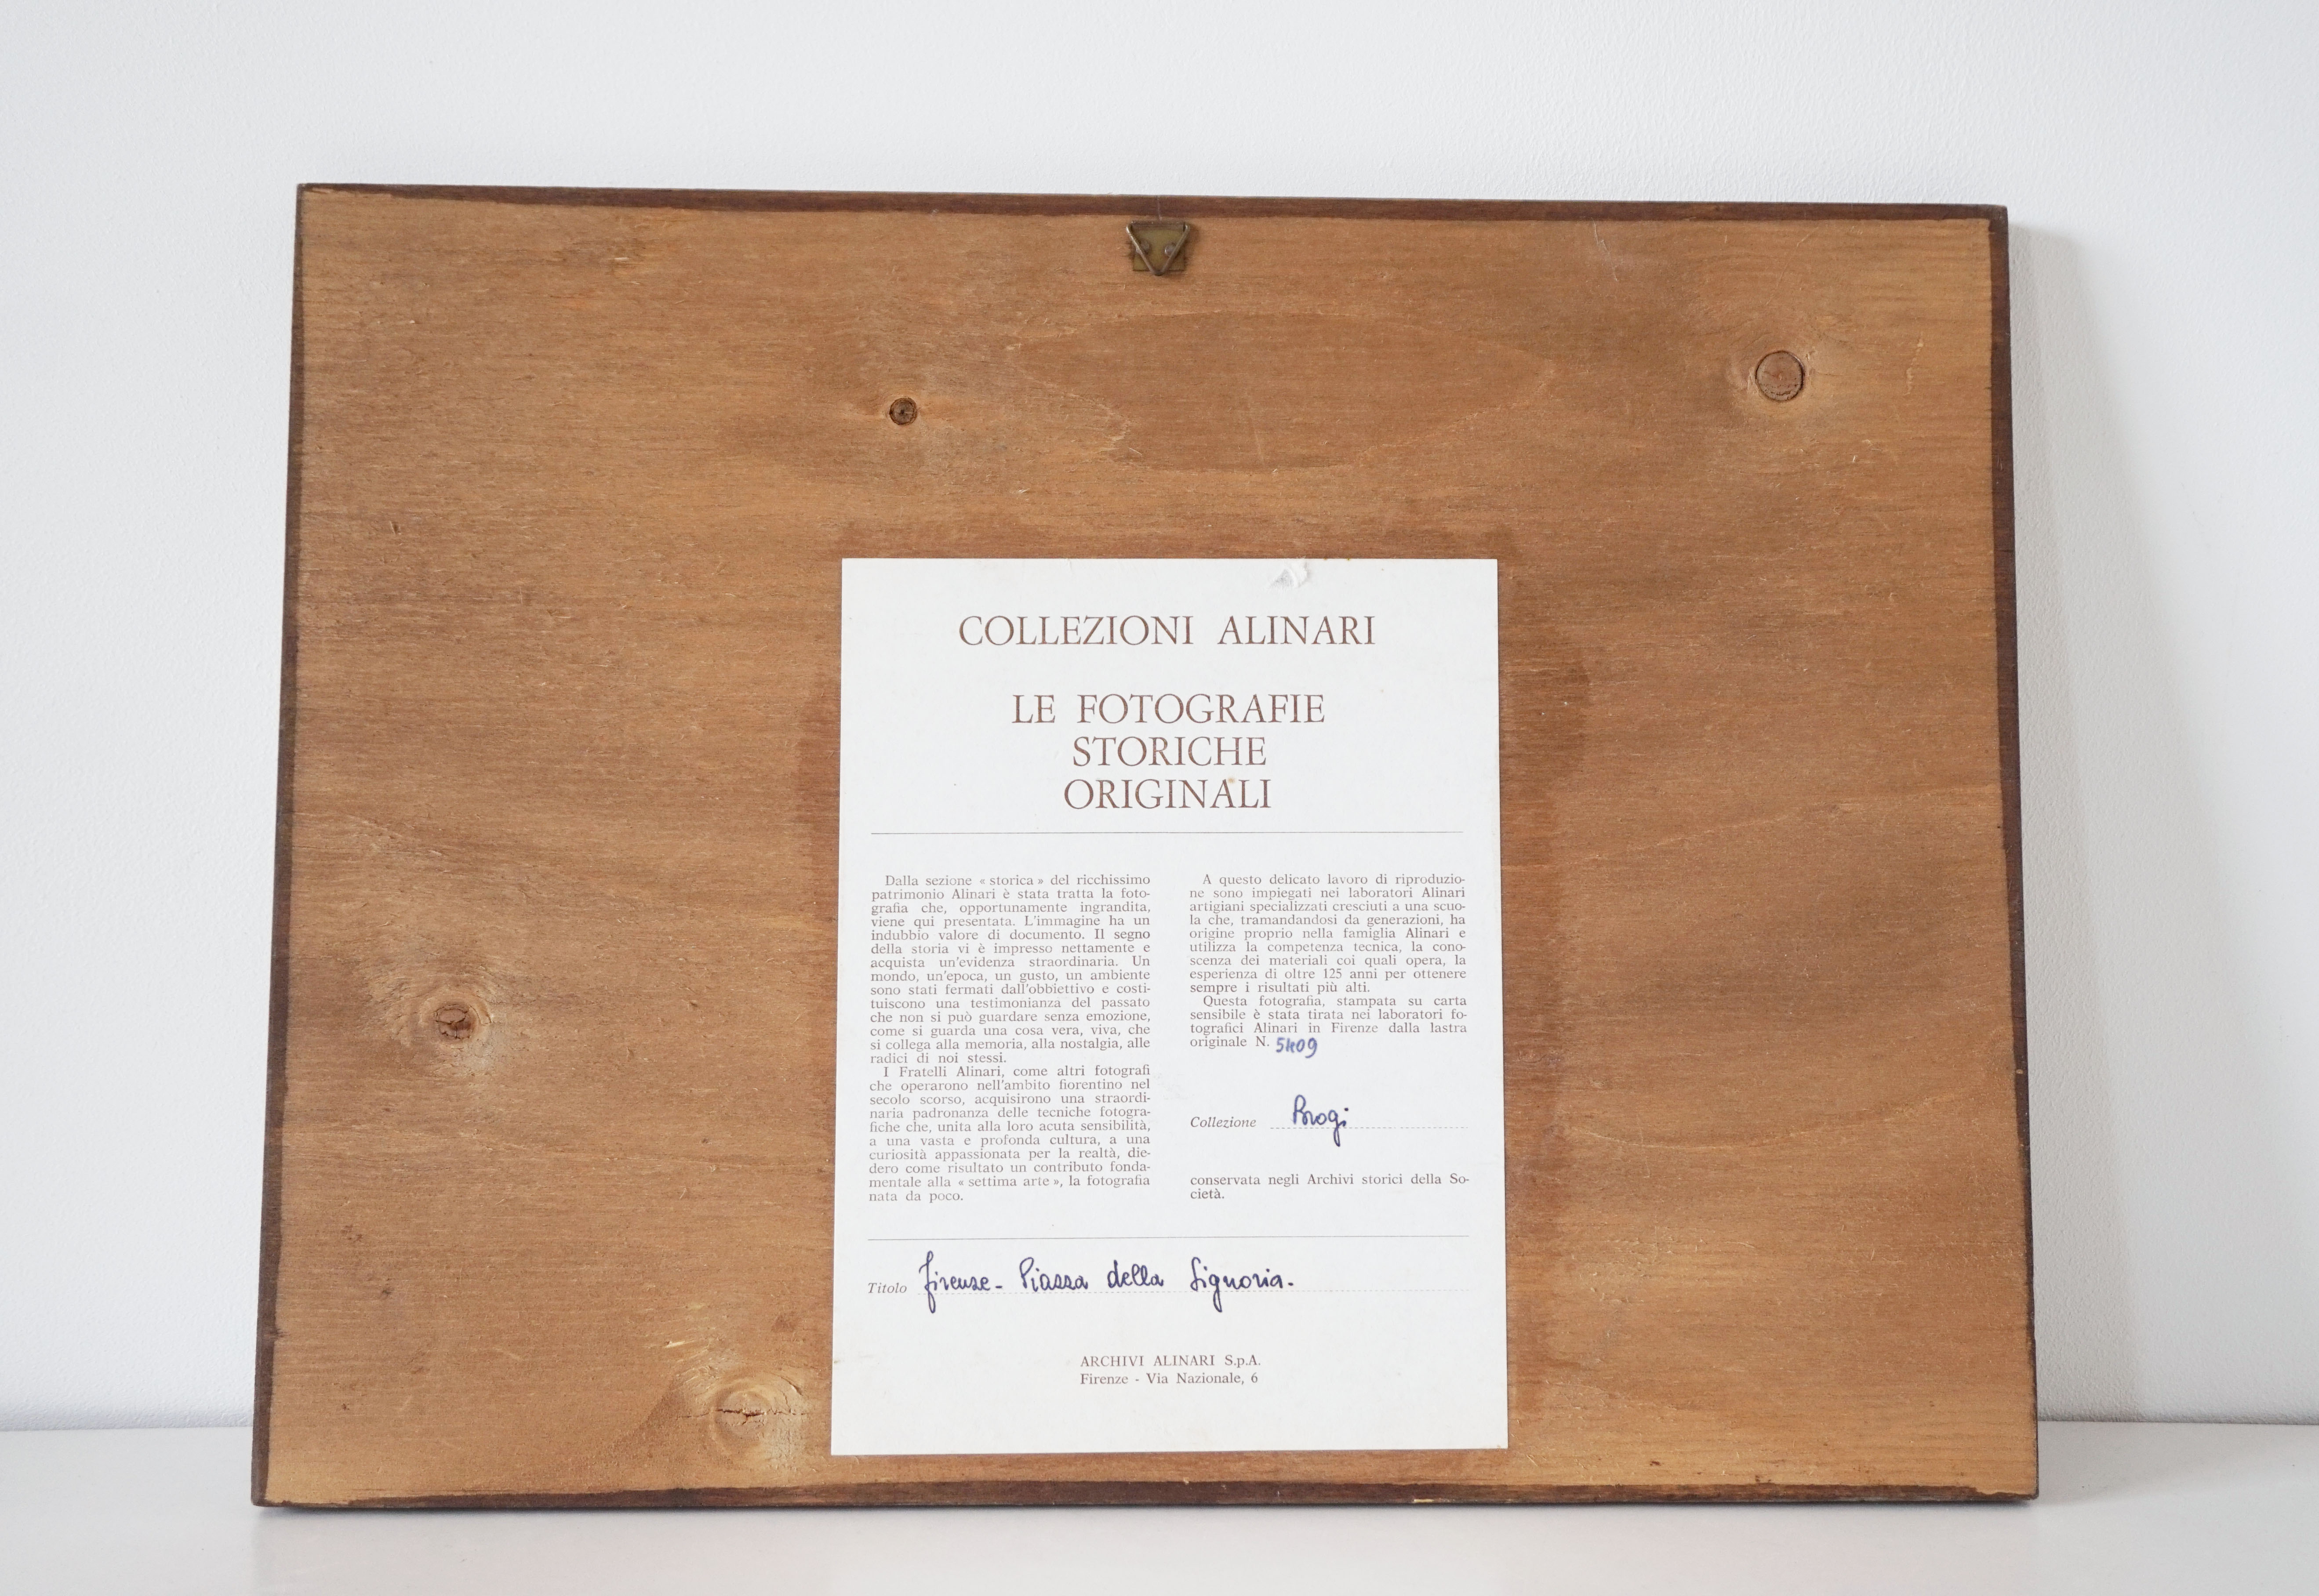 COLLEZIONI ALINARI
LE FOTOGRAFIE
STORICHE
ORIGINALI
Dalla sezione « storica » del ricchissimo
patrimonio Alinari è stata tratta la foto-
grafia che, opportunamente ingrandita,
viene qui presentata. L'immagine ha un
indubbio valore di documento. Il segno
della storia vi è impresso nettamente e
acquista un'evidenza straordinaria. Un
mondo, un'epoca, un gusto, un ambiente
sono stati fermati dall'obbiettivo e costi-
tuiscono una testimonianza del passato
che non si può guardare senza emozione,
come si guarda una cosa vera, viva, che
si collega alla memoria, alla nostalgia, alle
radici di noi stessi.
I Fratelli Alinari, come altri fotografi
che operarono nell'ambito fiorentino nel
secolo scorso, acquisirono una straordi-
naria padronanza delle tecniche fotogra-
fiche che, unita alla loro acuta sensibilità,
a una vasta e profonda cultura, a una
curiosità appassionata per la realtà, die-
dero come risultato un contributo fonda-
mentale alla « settima arte », la fotografia
nata da poco.
A questo delicato lavoro di riproduzio-
ne sono impiegati nei laboratori Alinari
artigiani specializzati cresciuti a una scuo-
la che, tramandandosi da generazioni, ha
origine proprio nella famiglia Alinari e
utilizza la competenza tecnica, la cono-
scenza dei materiali coi quali opera, la
esperienza di oltre 125 anni per ottenere
sempre i risultati più alti.
Questa fotografia, stampata su carta
sensibile è stata tirata nei laboratori fo-
tografici Alinari in Firenze dalla lastra
originale N. 5409
Collezione Brogi
conservata negli Archivi storici della So-
cietà.
Titolo Firenze - Piazza della Signoria.
ARCHIVI ALINARI S.p.A.
Firenze - Via Nazionale, 6